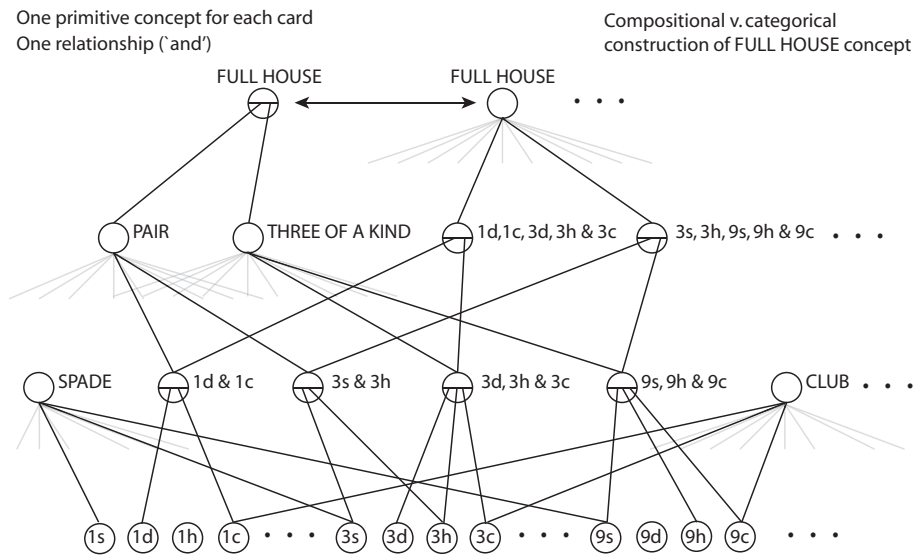 One primitive concept for each card
One relationship (`and’)
Compositional v. categorical
construction of FULL HOUSE concept
FULL HOUSE
FULL HOUSE
PAIR
THREE OF A KIND
1d, 1c, 3d, 3h & 3c
3s, 3h, 9s, 9h & 9c
SPADE
1d & 1c
3s & 3h
3d, 3h & 3c
9s, 9h & 9c
CLUB
1s
1d
1h
1c
3s
3d
3h
3c
9s
9d
9h
9c